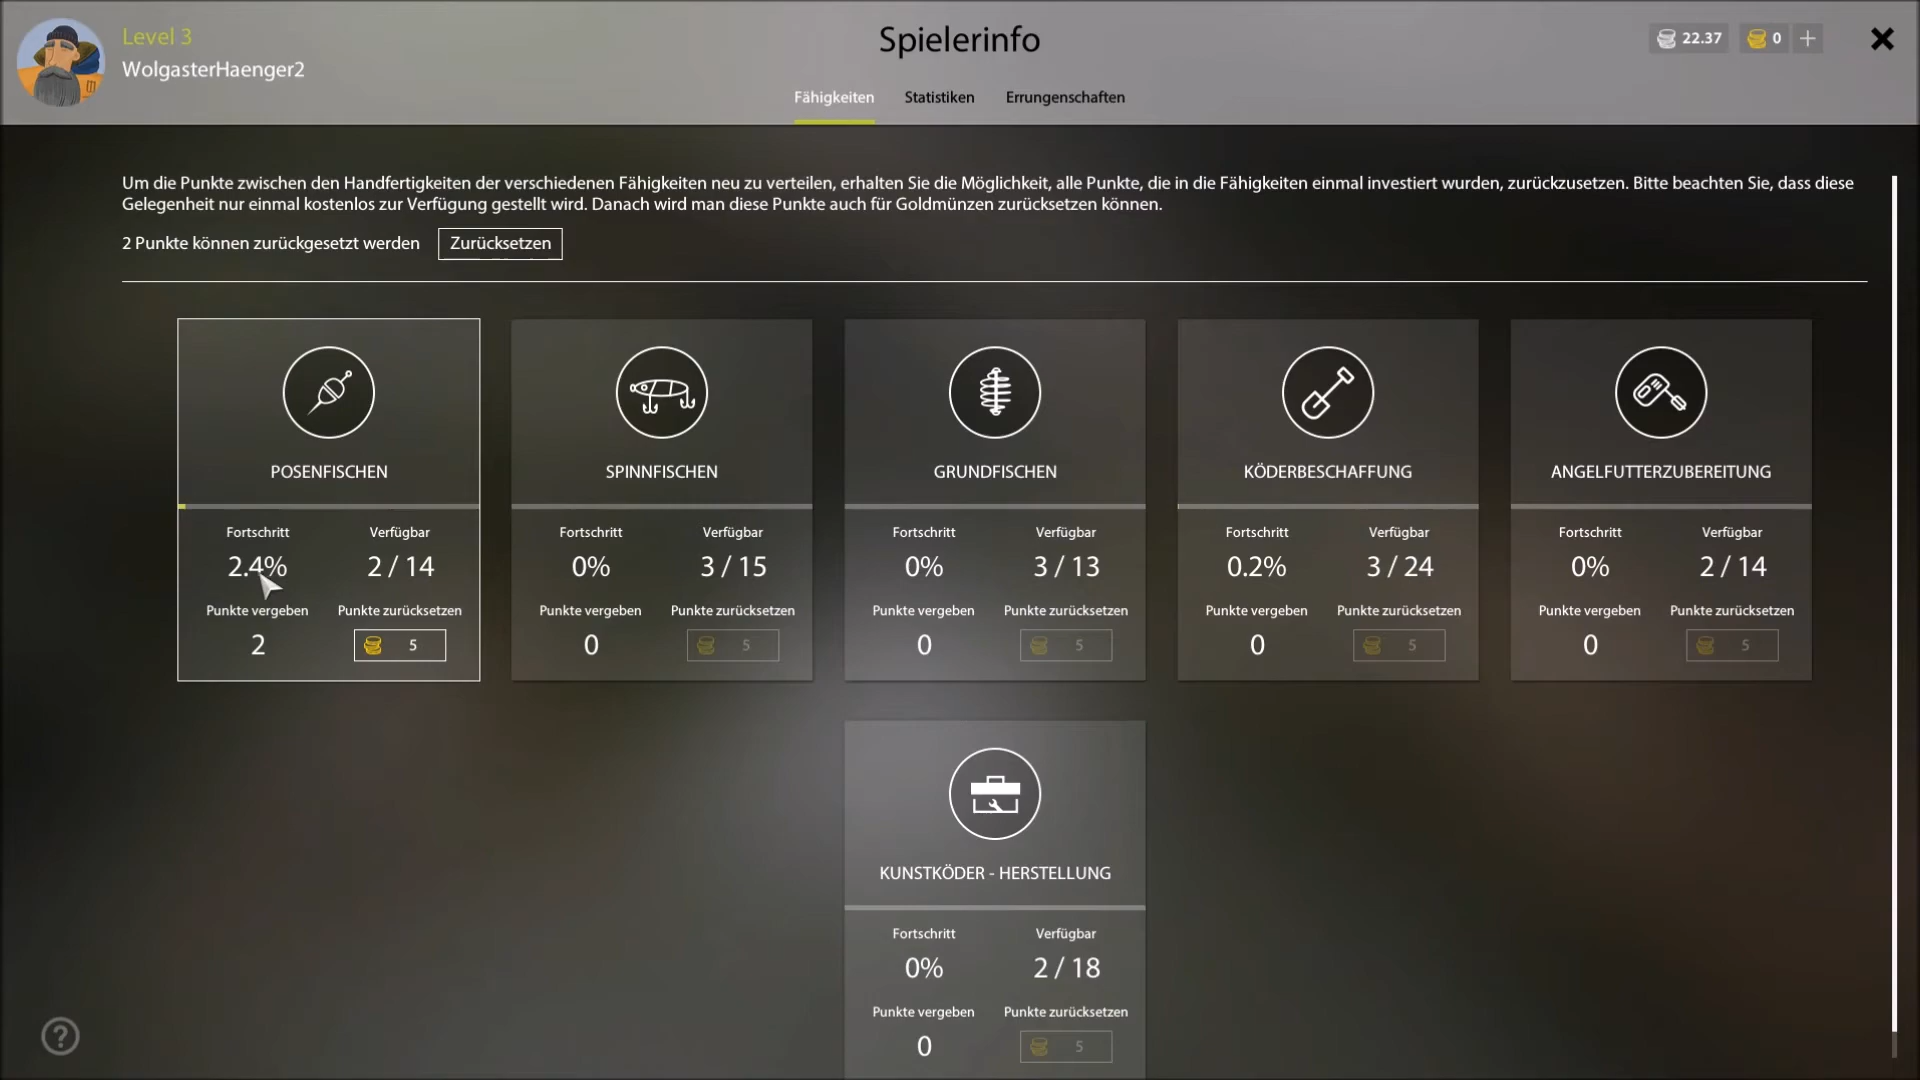 Level 3
WolgasterHaenger2
Spielerinfo
22.37
0
Fähigkeiten
Statistiken
Errungenschaften
Um die Punkte zwischen den Handfertigkeiten der verschiedenen Fähigkeiten neu zu verteilen, erhalten Sie die Möglichkeit, alle Punkte, die in die Fähigkeiten einmal investiert wurden, zurückzusetzen. Bitte beachten Sie, dass diese
Gelegenheit nur einmal kostenlos zur Verfügung gestellt wird. Danach wird man diese Punkte auch für Goldmünzen zurücksetzen können.
2 Punkte können zurückgesetzt werden
Zurücksetzen
POSENFISCHEN
Fortschritt
Verfügbar
2.4%
2 / 14
Punkte vergeben
Punkte zurücksetzen
2
5
SPINNFISCHEN
Fortschritt
Verfügbar
0%
3 / 15
Punkte vergeben
Punkte zurücksetzen
0
5
GRUNDFISCHEN
Fortschritt
Verfügbar
0%
3 / 13
Punkte vergeben
Punkte zurücksetzen
0
5
KÖDERBESCHAFFUNG
Fortschritt
Verfügbar
0.2%
3 / 24
Punkte vergeben
Punkte zurücksetzen
0
5
ANGELFUTTERZUBEREITUNG
Fortschritt
Verfügbar
0%
2 / 14
Punkte vergeben
Punkte zurücksetzen
0
5
KUNSTKÖDER - HERSTELLUNG
Fortschritt
Verfügbar
0%
2 / 18
Punkte vergeben
Punkte zurücksetzen
0
5
?